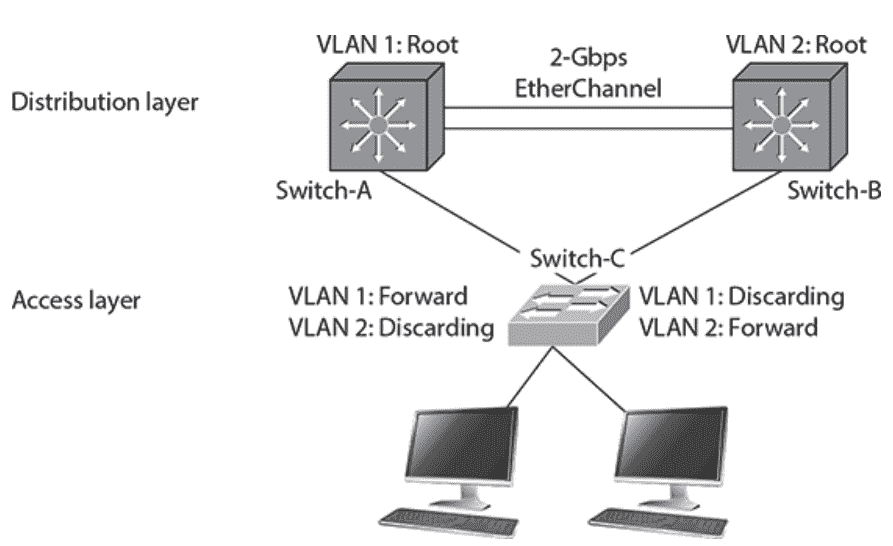 VLAN 1: Root
2-Gbps
EtherChannel
VLAN 2: Root
Distribution layer
Switch-A
Switch-B
Switch-C
Access layer
VLAN 1: Forward
VLAN 2: Discarding
VLAN 1: Discarding
VLAN 2: Forward